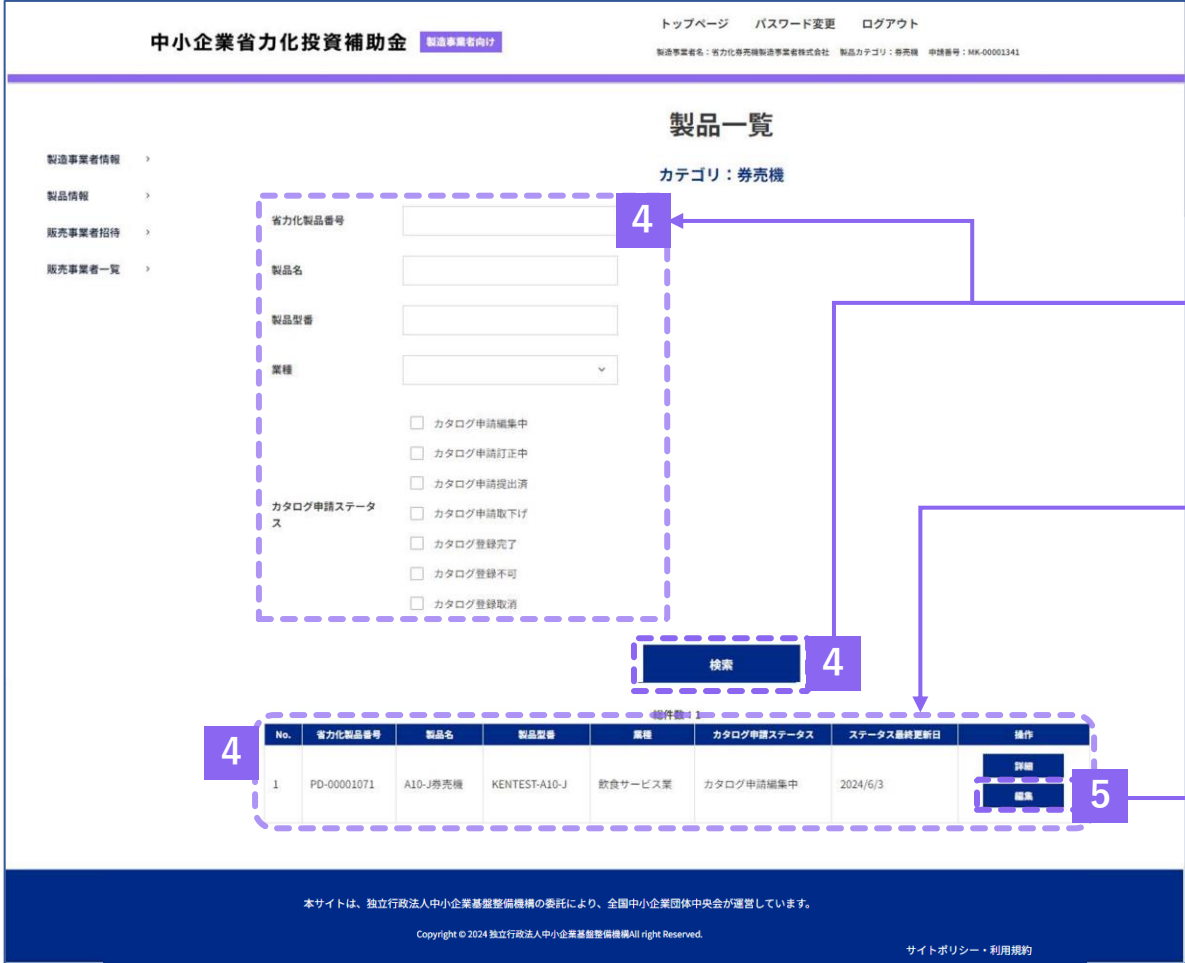 中小企業省力化投資補助金 製造事業者向け
トップページ パスワード変更 ログアウト
製造事業者名：省力化券売機製造事業者株式会社 製品カテゴリ：券売機 申請番号：MK-00001341
製造事業者情報 ›
製品情報 ›
販売事業者招待 ›
販売事業者一覧 ›
製品一覧
カテゴリ：券売機
省力化製品番号
4
製品名
製品型番
業種
カタログ申請ステータ
ス
カタログ申請編集中
カタログ申請訂正中
カタログ申請提出済
カタログ申請取下げ
カタログ登録完了
カタログ登録不可
カタログ登録取消
検索 4
総件数：1
4
No. 省力化製品番号 製品名 製品型番 業種 カタログ申請ステータス ステータス最終更新日 操作
1 PD-00001071 A10-J券売機 KENTEST-A10-J 飲食サービス業 カタログ申請編集中 2024/6/3 詳細
編集 5
本サイトは、独立行政法人中小企業基盤整備機構の委託により、全国中小企業団体中央会が運営しています。
Copyright © 2024 独立行政法人中小企業基盤整備機構All right Reserved.
サイトポリシー・利用規約